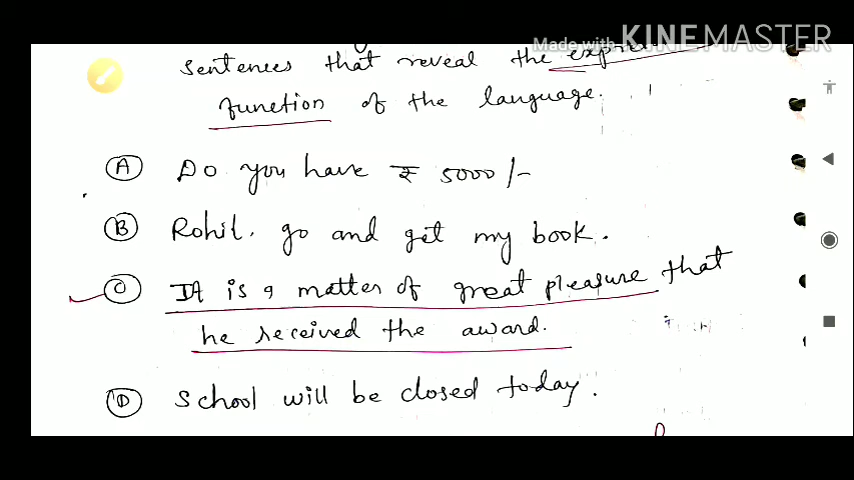 Made with KINEMASTER
sentences that reveal the
function of the language.
A Do you have ₹ 5000/-
B Rohit, go and get my book.
C It is a matter of great pleasure that
he received the award.
D School will be closed today.